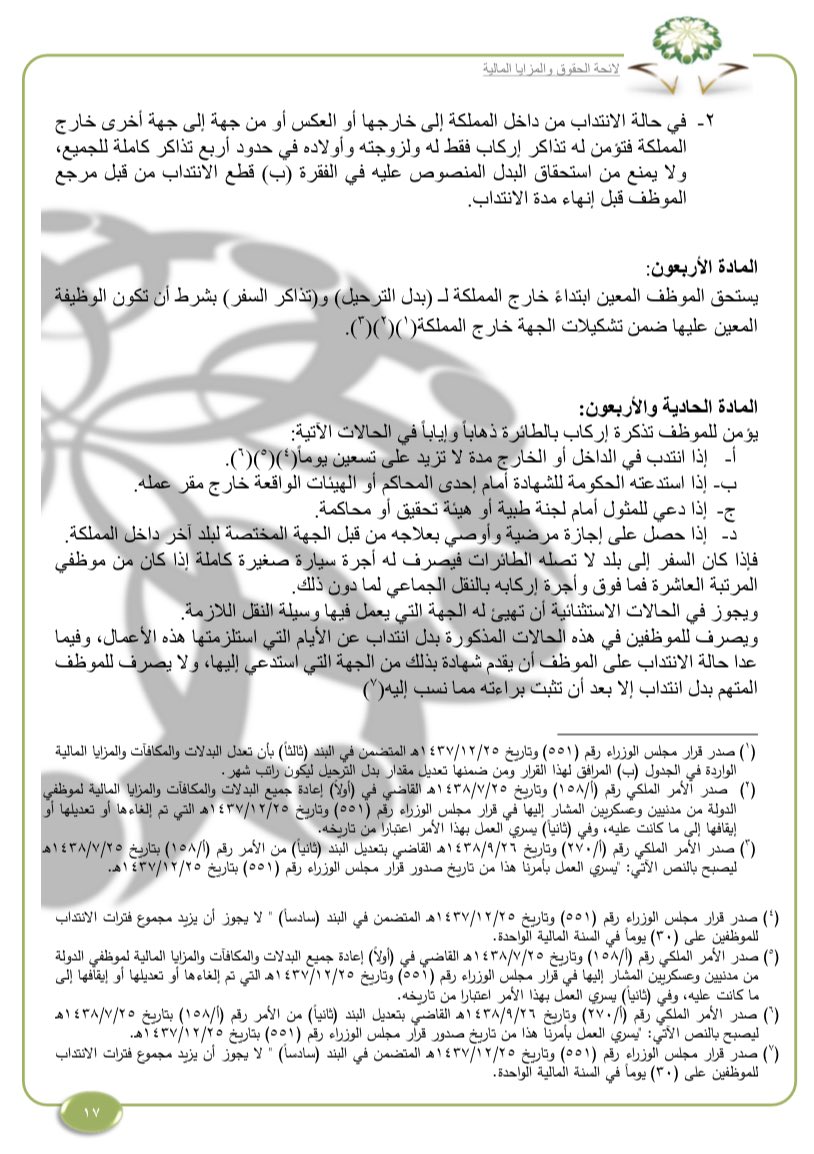 لائحة الحقوق والمزايا المالية
٢- في حالة الانتداب من داخل المملكة إلى خارجها أو العكس أو من جهة إلى جهة أخرى خارج
المملكة فتؤمن له تذاكر إركاب فقط له ولزوجته وأولاده في حدود أربع تذاكر كاملة للجميع،
ولا يمنع من استحقاق البدل المنصوص عليه في الفقرة (ب) قطع الانتداب من قبل مرجع
الموظف قبل إنهاء مدة الانتداب.
المادة الأربعون:
يستحق الموظف المعين ابتداءً خارج المملكة لـ (بدل الترحيل) و(تذاكر السفر) بشرط أن تكون الوظيفة
المعين عليها ضمن تشكيلات الجهة خارج المملكة(١)(٢)(٣).
المادة الحادية والأربعون:
يؤمن للموظف تذكرة إركاب بالطائرة ذهاباً وإياباً في الحالات الآتية:
أ- إذا انتدب في الداخل أو الخارج مدة لا تزيد على تسعين يوماً(٤)(٥)(٦).
ب- إذا استدعته الحكومة للشهادة أمام إحدى المحاكم أو الهيئات الواقعة خارج مقر عمله.
ج- إذا دعي للمثول أمام لجنة طبية أو هيئة تحقيق أو محاكمة.
د- إذا حصل على إجازة مرضية وأوصي بعلاجه من قبل الجهة المختصة لبلد آخر داخل المملكة.
فإذا كان السفر إلى بلد لا تصله الطائرات فيصرف له أجرة سيارة صغيرة كاملة إذا كان من موظفي
المرتبة العاشرة فما فوق وأجرة إركابه بالنقل الجماعي لما دون ذلك.
ويجوز في الحالات الاستثنائية أن تهيئ له الجهة التي يعمل فيها وسيلة النقل اللازمة.
ويصرف للموظفين في هذه الحالات المذكورة بدل انتداب عن الأيام التي استلزمتها هذه الأعمال، وفيما
عدا حالة الانتداب على الموظف أن يقدم شهادة بذلك من الجهة التي استدعي إليها، ولا يصرف للموظف
المتهم بدل انتداب إلا بعد أن تثبت براءته مما نسب إليه(٧)
(١) صدر قرار مجلس الوزراء رقم (٥٥١) وتاريخ ١٤٣٧/١٢/٢٥هـ المتضمن في البند (ثالثاً) بأن تعدل البدلات والمكافآت والمزايا المالية
الواردة في الجدول (ب) المرافق لهذا القرار ومن ضمنها تعديل مقدار بدل الترحيل ليكون راتب شهر.
(٢) صدر الأمر الملكي رقم (أ/١٥٨) وتاريخ ١٤٣٨/٧/٢٥هـ القاضي في (أولاً) إعادة جميع البدلات والمكافآت والمزايا المالية لموظفي
الدولة من مدنيين وعسكريين المشار إليها في قرار مجلس الوزراء رقم (٥٥١) وتاريخ ١٤٣٧/١٢/٢٥هـ التي تم إلغاءها أو تعديلها أو
إيقافها إلى ما كانت عليه، وفي (ثانياً) يسري العمل بهذا الأمر اعتبارا من تاريخه.
(٣) صدر الأمر الملكي رقم (أ/٢٧٠) وتاريخ ١٤٣٨/٩/٢٦هـ القاضي بتعديل البند (ثانياً) من الأمر رقم (أ/١٥٨) بتاريخ ١٤٣٨/٧/٢٥هـ
ليصبح بالنص الآتي: "يسري العمل بأمرنا هذا من تاريخ صدور قرار مجلس الوزراء رقم (٥٥١) بتاريخ ١٤٣٧/١٢/٢٥هـ.
(٤) صدر قرار مجلس الوزراء رقم (٥٥١) وتاريخ ١٤٣٧/١٢/٢٥هـ المتضمن في البند (سادساً) " لا يجوز أن يزيد مجموع فترات الانتداب
للموظفين على (٣٠) يوماً في السنة المالية الواحدة.
(٥) صدر الأمر الملكي رقم (أ/١٥٨) وتاريخ ١٤٣٨/٧/٢٥هـ القاضي في (أولاً) إعادة جميع البدلات والمكافآت والمزايا المالية لموظفي الدولة
من مدنيين وعسكريين المشار إليها في قرار مجلس الوزراء رقم (٥٥١) وتاريخ ١٤٣٧/١٢/٢٥هـ التي تم إلغاءها أو تعديلها أو إيقافها إلى
ما كانت عليه، وفي (ثانياً) يسري العمل بهذا الأمر اعتبارا من تاريخه.
(٦) صدر الأمر الملكي رقم (أ/٢٧٠) وتاريخ ١٤٣٨/٩/٢٦هـ القاضي بتعديل البند (ثانياً) من الأمر رقم (أ/١٥٨) بتاريخ ١٤٣٨/٧/٢٥هـ
ليصبح بالنص الآتي: "يسري العمل بأمرنا هذا من تاريخ صدور قرار مجلس الوزراء رقم (٥٥١) بتاريخ ١٤٣٧/١٢/٢٥هـ.
(٧) صدر قرار مجلس الوزراء رقم (٥٥١) وتاريخ ١٤٣٧/١٢/٢٥هـ المتضمن في البند (سادساً) " لا يجوز أن يزيد مجموع فترات الانتداب
للموظفين على (٣٠) يوماً في السنة المالية الواحدة.
١٧